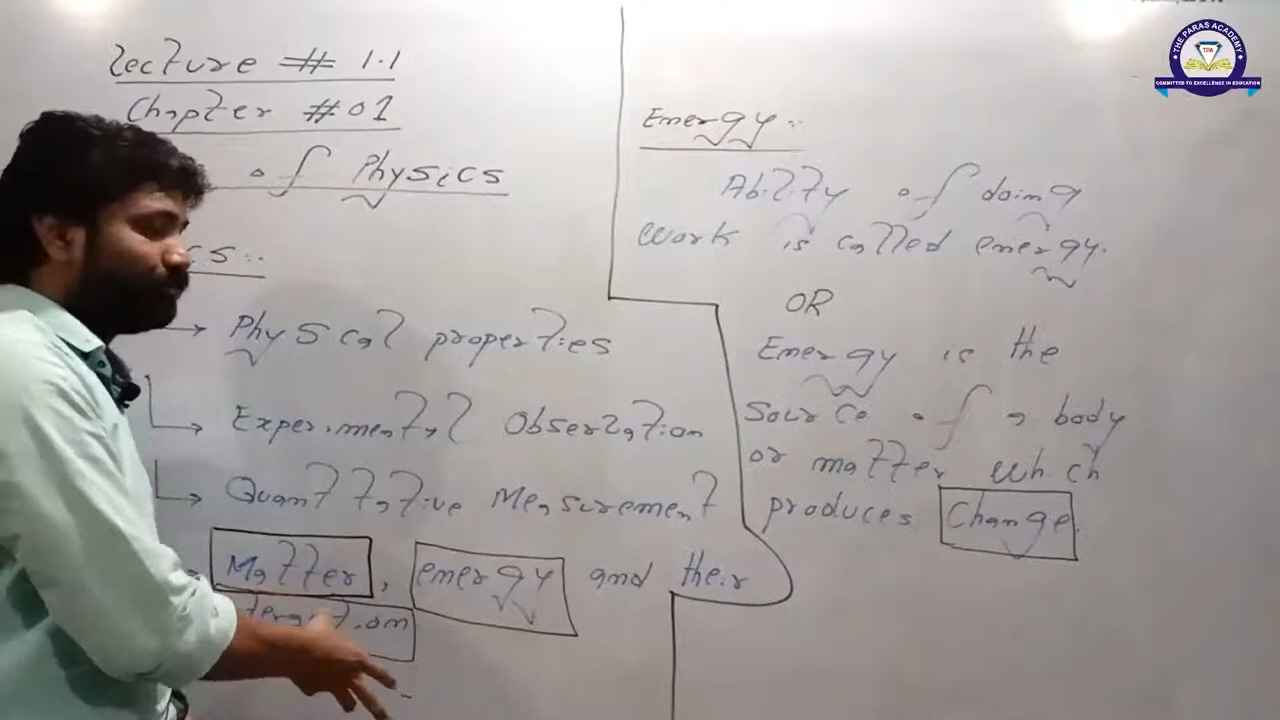 Lecture # 1.1
Chapter # 01
of Physics
cs:-
→ Physical properties
→ Experimental Observation
→ Quantitative Measurement
Matter, energy and their
teraction
Energy:-
Ability of doing
work is called energy.
OR
Energy is the
source of a body
or matter which
produces Change.
THE PARAS ACADEMY
TPA
COMMITTED TO EXCELLENCE IN EDUCATION